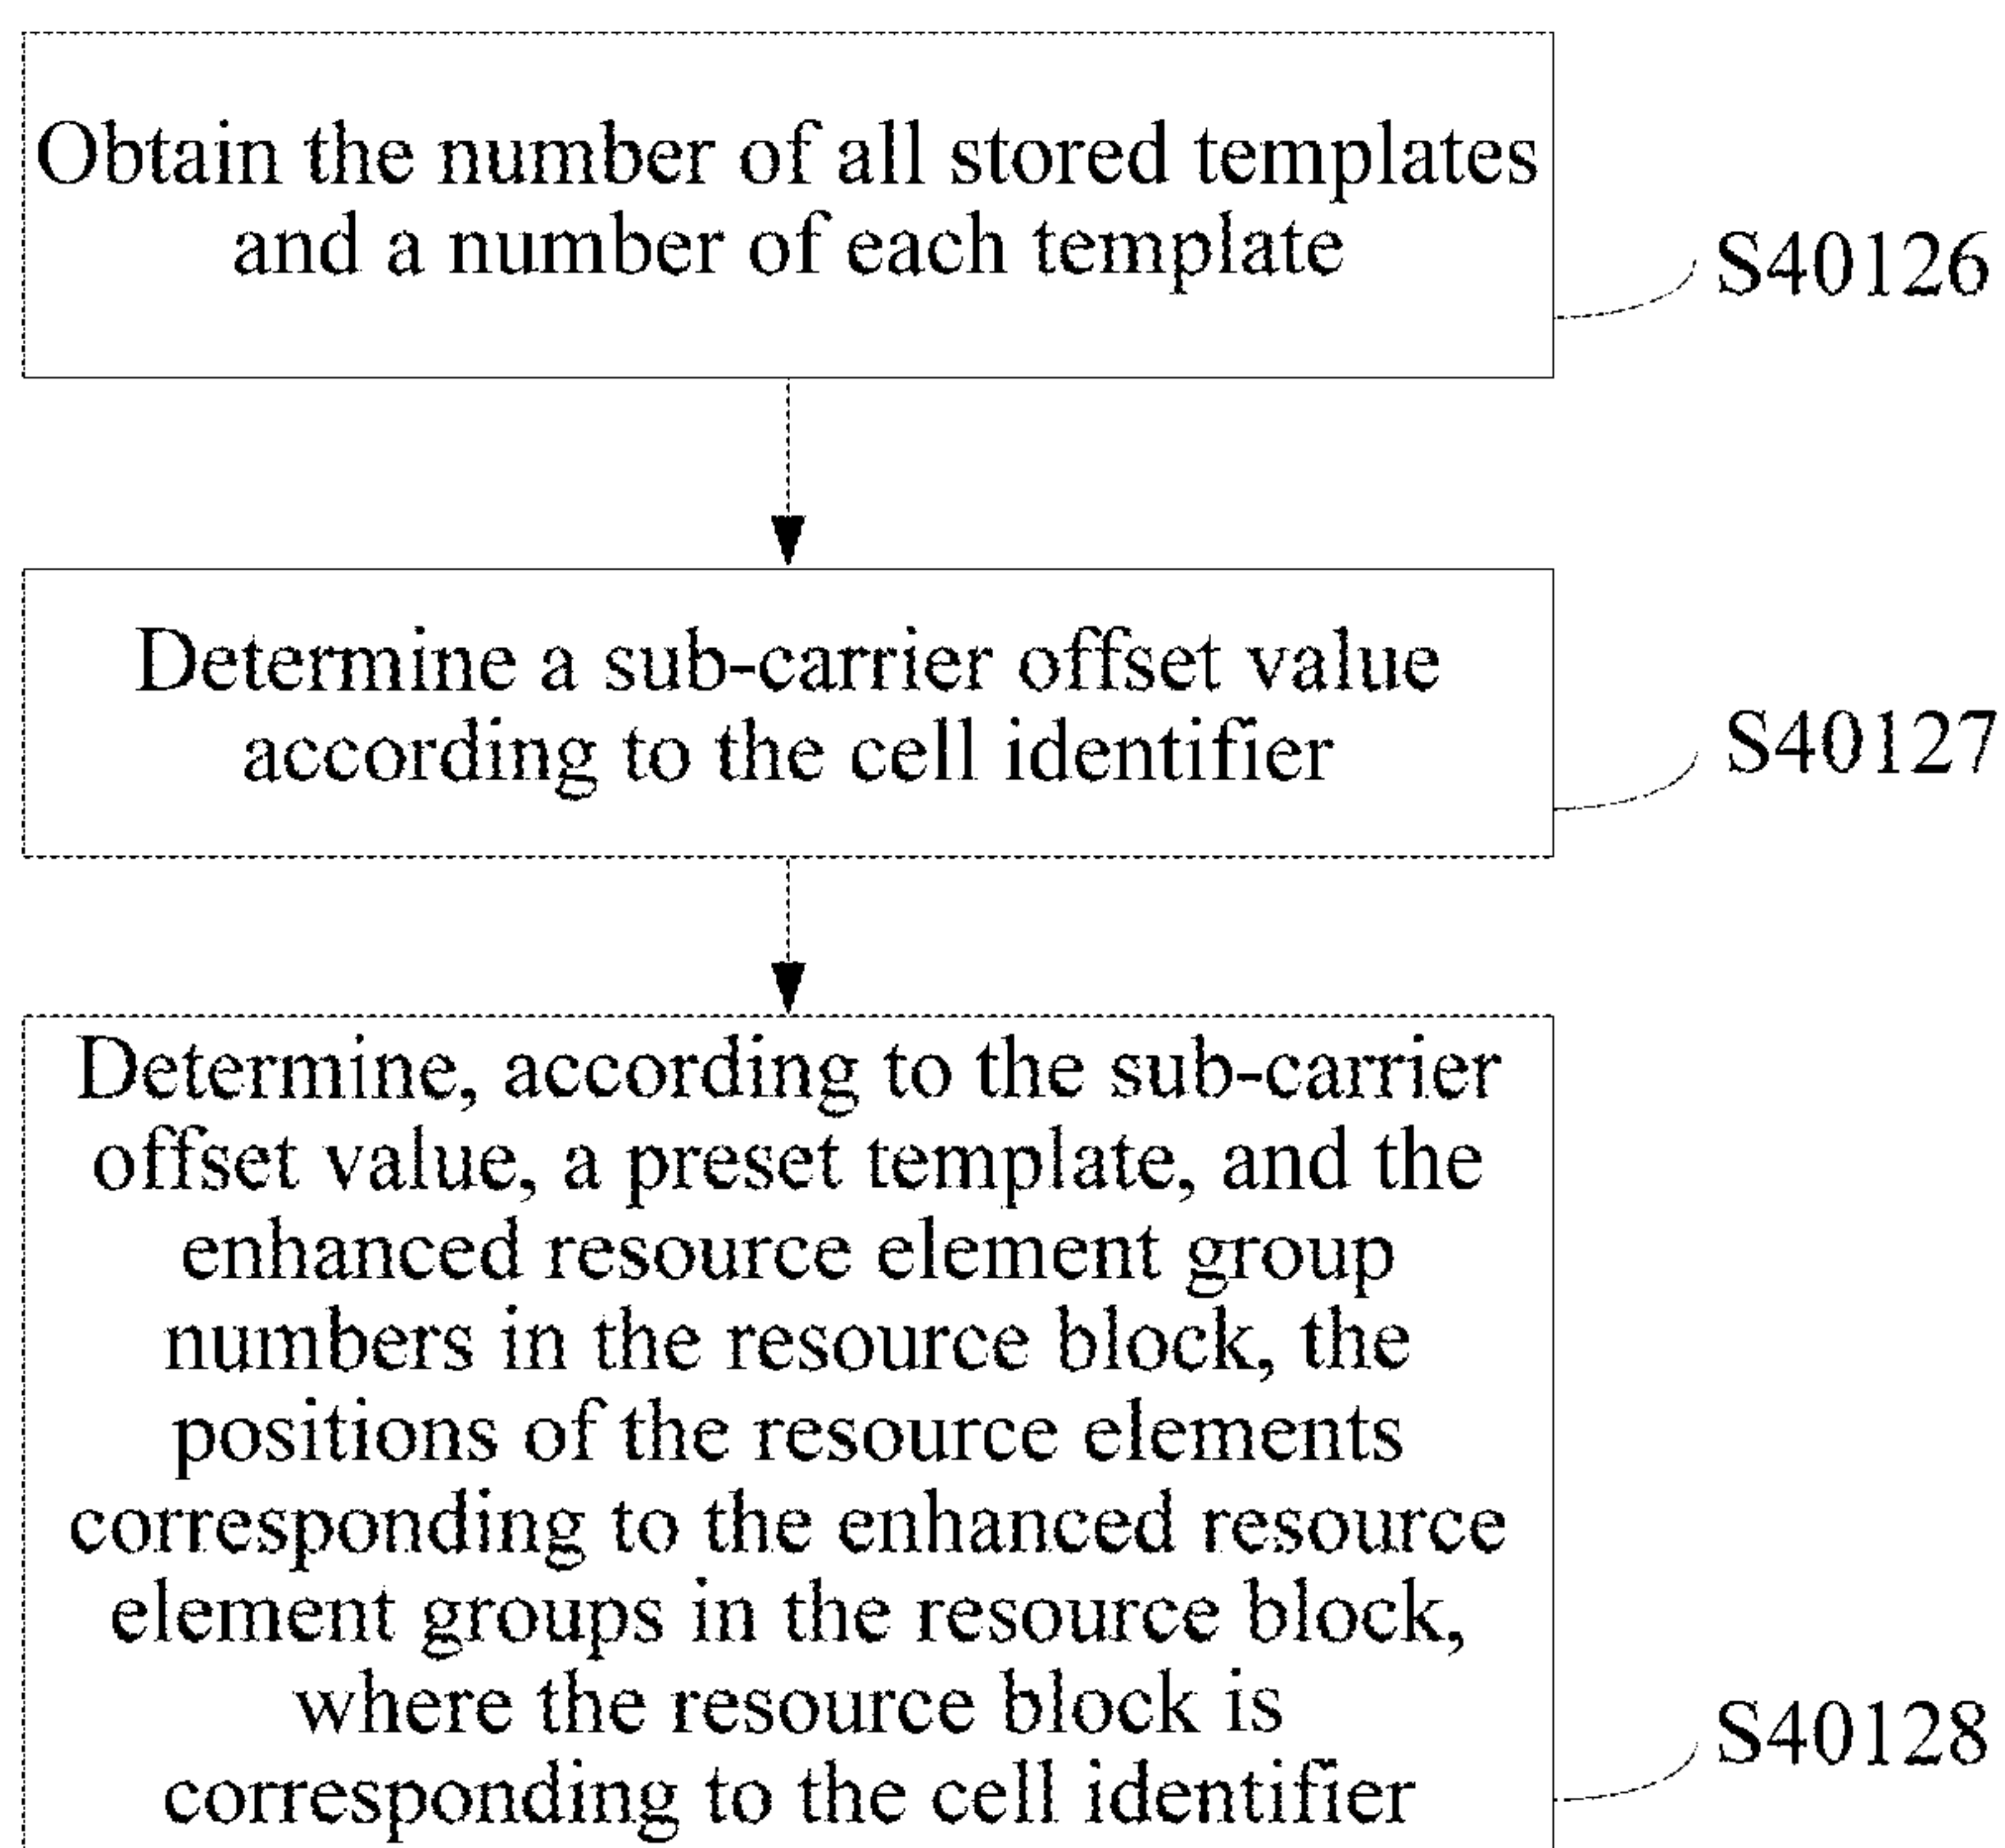 Obtain the number of all stored templates
and a number of each template
S40126
Determine a sub-carrier offset value
according to the cell identifier
S40127
Determine, according to the sub-carrier
offset value, a preset template, and the
enhanced resource element group
numbers in the resource block, the
positions of the resource elements
corresponding to the enhanced resource
element groups in the resource block,
where the resource block is
corresponding to the cell identifier
S40128